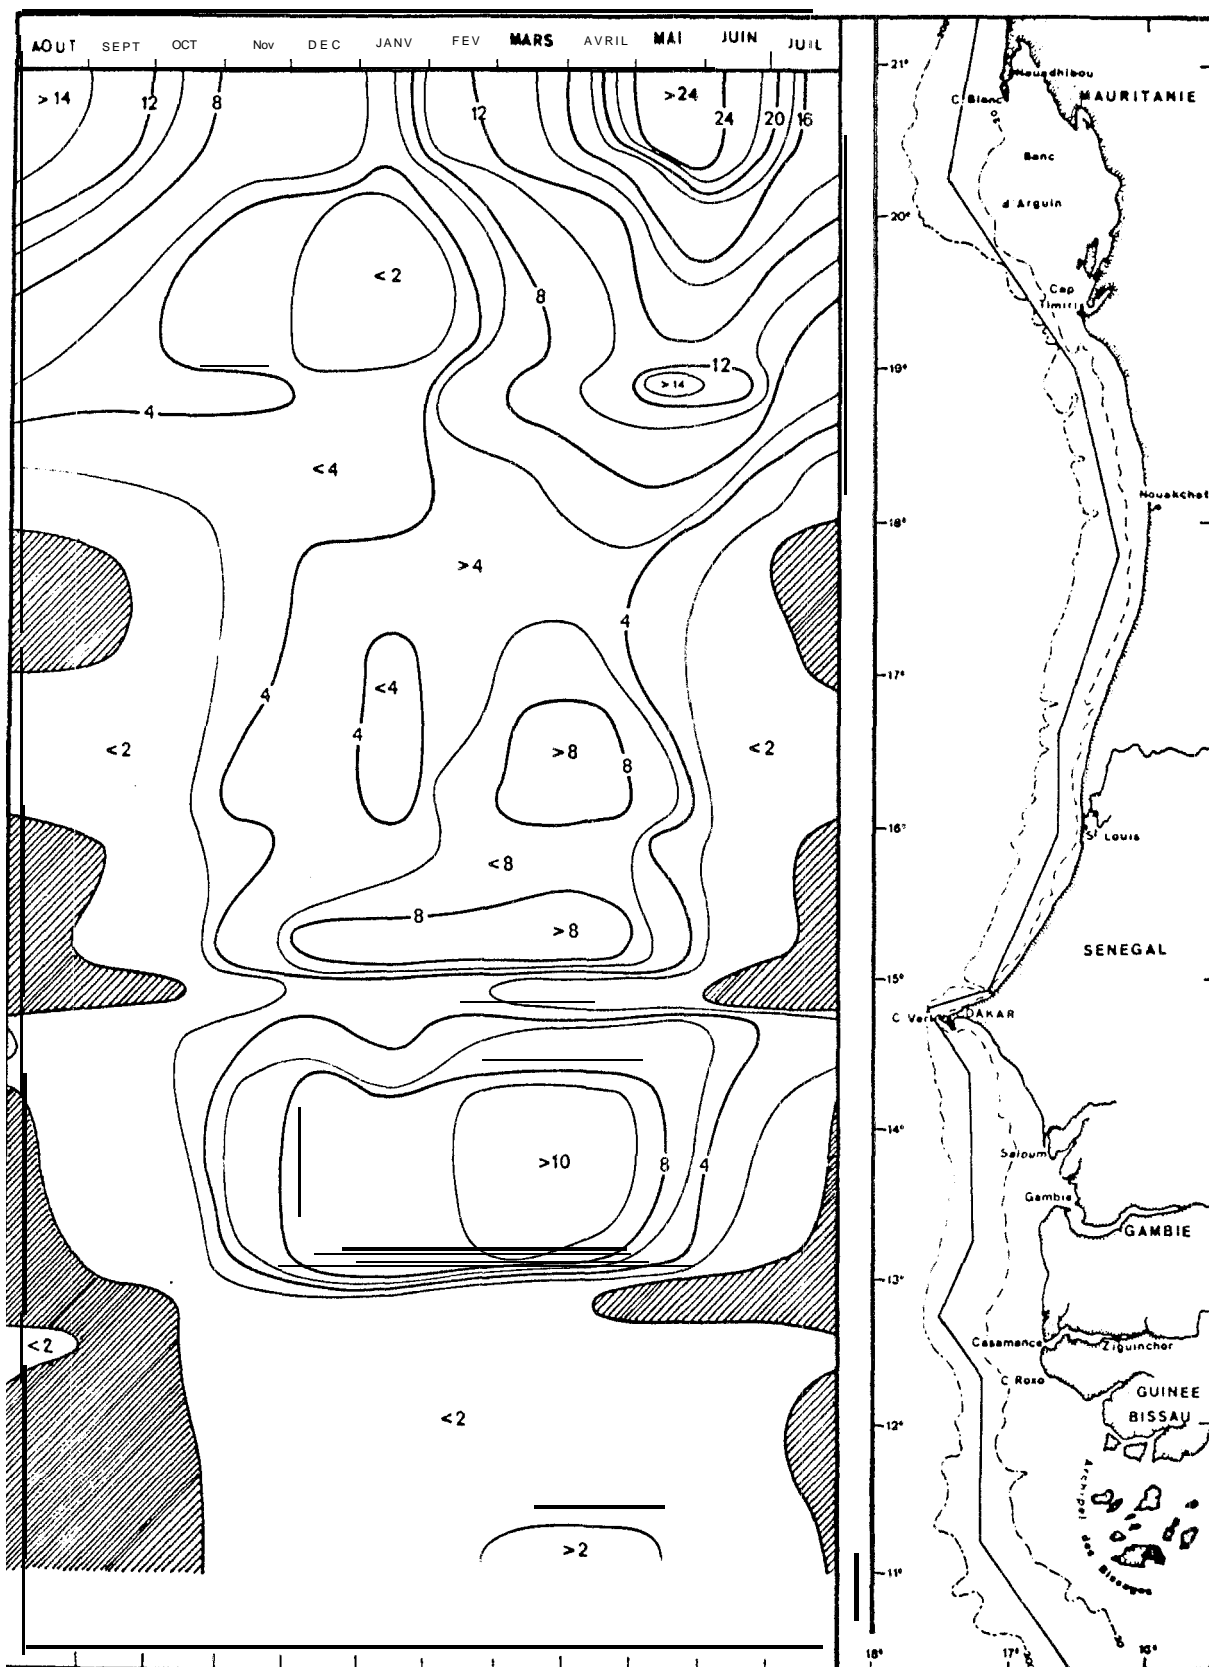 AOUT SEPT OCT Nov DEC JANV FEV MARS AVRIL MAI JUIN JUIL
>14 12 8 12 >24 24 20 16
<2
8
12
>14
4
<4
>4
4
<4
4
4
<2
>8
8
<2
<8
8
>8
>10
8
4
<2
<2
>2
21°
20°
19°
18°
17°
16°
15°
14°
13°
12°
11°
18° 17° 16°
Nouadhibou
C. Blanc
MAURITANIE
Banc
d'Arguin
Cap
Timiris
Nouakchot
St Louis
SENEGAL
C. Vert
DAKAR
Saloum
Gambie
GAMBIE
Casamance
Ziguinchor
C. Roxo
GUINEE
BISSAU
Archipel des Bissagos